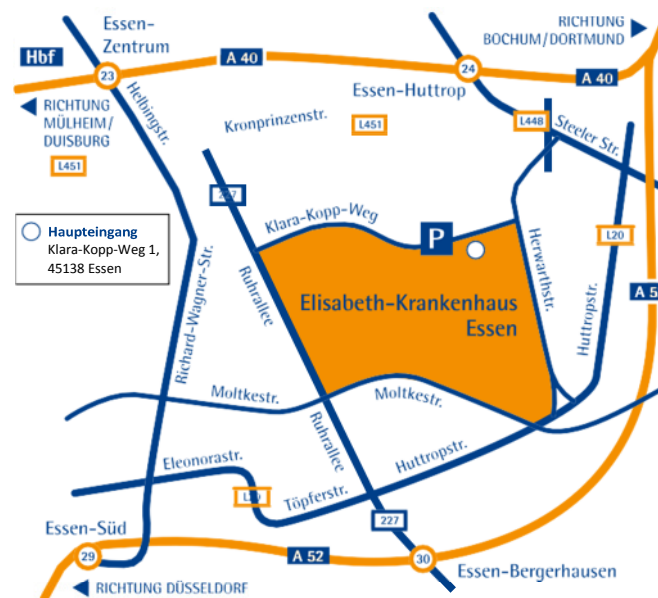 Essen-
Zentrum
RICHTUNG
BOCHUM/DORTMUND
Hbf
23
A 40
24
A 40
Essen-Huttrop
RICHTUNG
MÜLHEIM/
DUISBURG
L451
Helbingstr.
Kronprinzenstr.
L451
L448
Steeler Str.
227
Klara-Kopp-Weg
P
L20
Haupteingang
Klara-Kopp-Weg 1,
45138 Essen
Richard-Wagner-Str.
Ruhrallee
Herwarthstr.
Huttropstr.
A 5
Elisabeth-Krankenhaus
Essen
Moltkestr.
Moltkestr.
Ruhrallee
Eleonorastr.
Huttropstr.
Töpferstr.
227
Essen-Süd
29
A 52
30
Essen-Bergerhausen
RICHTUNG DÜSSELDORF